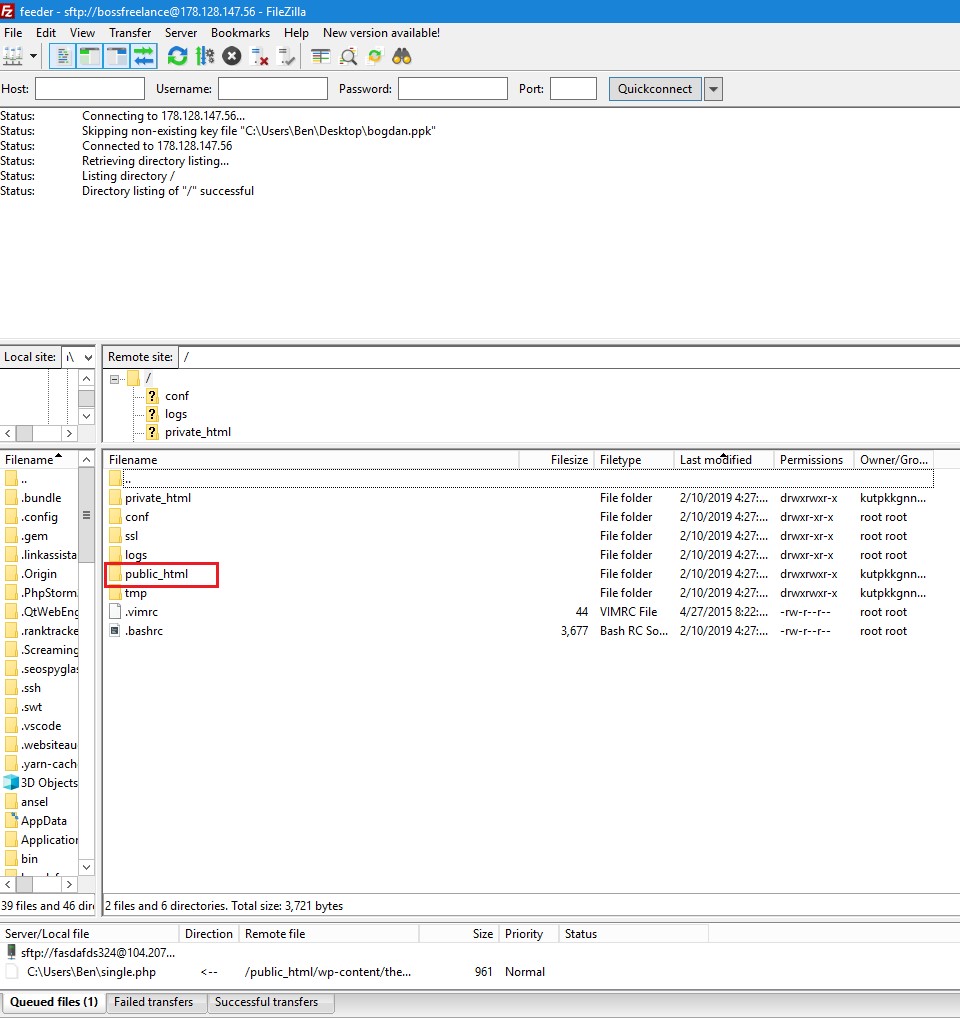 feeder - sftp://bossfreelance@178.128.147.56 - FileZilla
File Edit View Transfer Server Bookmarks Help New version available!
Host: Username: Password: Port: Quickconnect
Status: Connecting to 178.128.147.56...
Status: Skipping non-existing key file "C:\Users\Ben\Desktop\bogdan.ppk"
Status: Connected to 178.128.147.56
Status: Retrieving directory listing...
Status: Listing directory /
Status: Directory listing of "/" successful
Local site: \
Remote site: /
/
? conf
? logs
? private_html
Filename
..
.bundle
.config
.gem
.linkassista
.Origin
.PhpStorm
.QtWebEng
.ranktracke
.Screaming
.seospyglas
.ssh
.swt
.vscode
.websiteau
.yarn-cach
3D Objects
ansel
AppData
Application
bin
39 files and 46 dire
Filename Filesize Filetype Last modified Permissions Owner/Gro...
..
private_html File folder 2/10/2019 4:27:... drwxrwxr-x kutpkkgnn...
conf File folder 2/10/2019 4:27:... drwxr-xr-x root root
ssl File folder 2/10/2019 4:27:... drwxr-xr-x root root
logs File folder 2/10/2019 4:27:... drwxr-xr-x root root
public_html File folder 2/10/2019 4:27:... drwxrwxr-x kutpkkgnn...
tmp File folder 2/10/2019 4:27:... drwxrwxr-x kutpkkgnn...
.vimrc 44 VIMRC File 4/27/2015 8:22:... -rw-r--r-- root root
.bashrc 3,677 Bash RC So... 2/10/2019 4:27:... -rw-r--r-- root root
2 files and 6 directories. Total size: 3,721 bytes
Server/Local file Direction Remote file Size Priority Status
sftp://fasdafds324@104.207...
C:\Users\Ben\single.php <-- /public_html/wp-content/the... 961 Normal
Queued files (1) Failed transfers Successful transfers